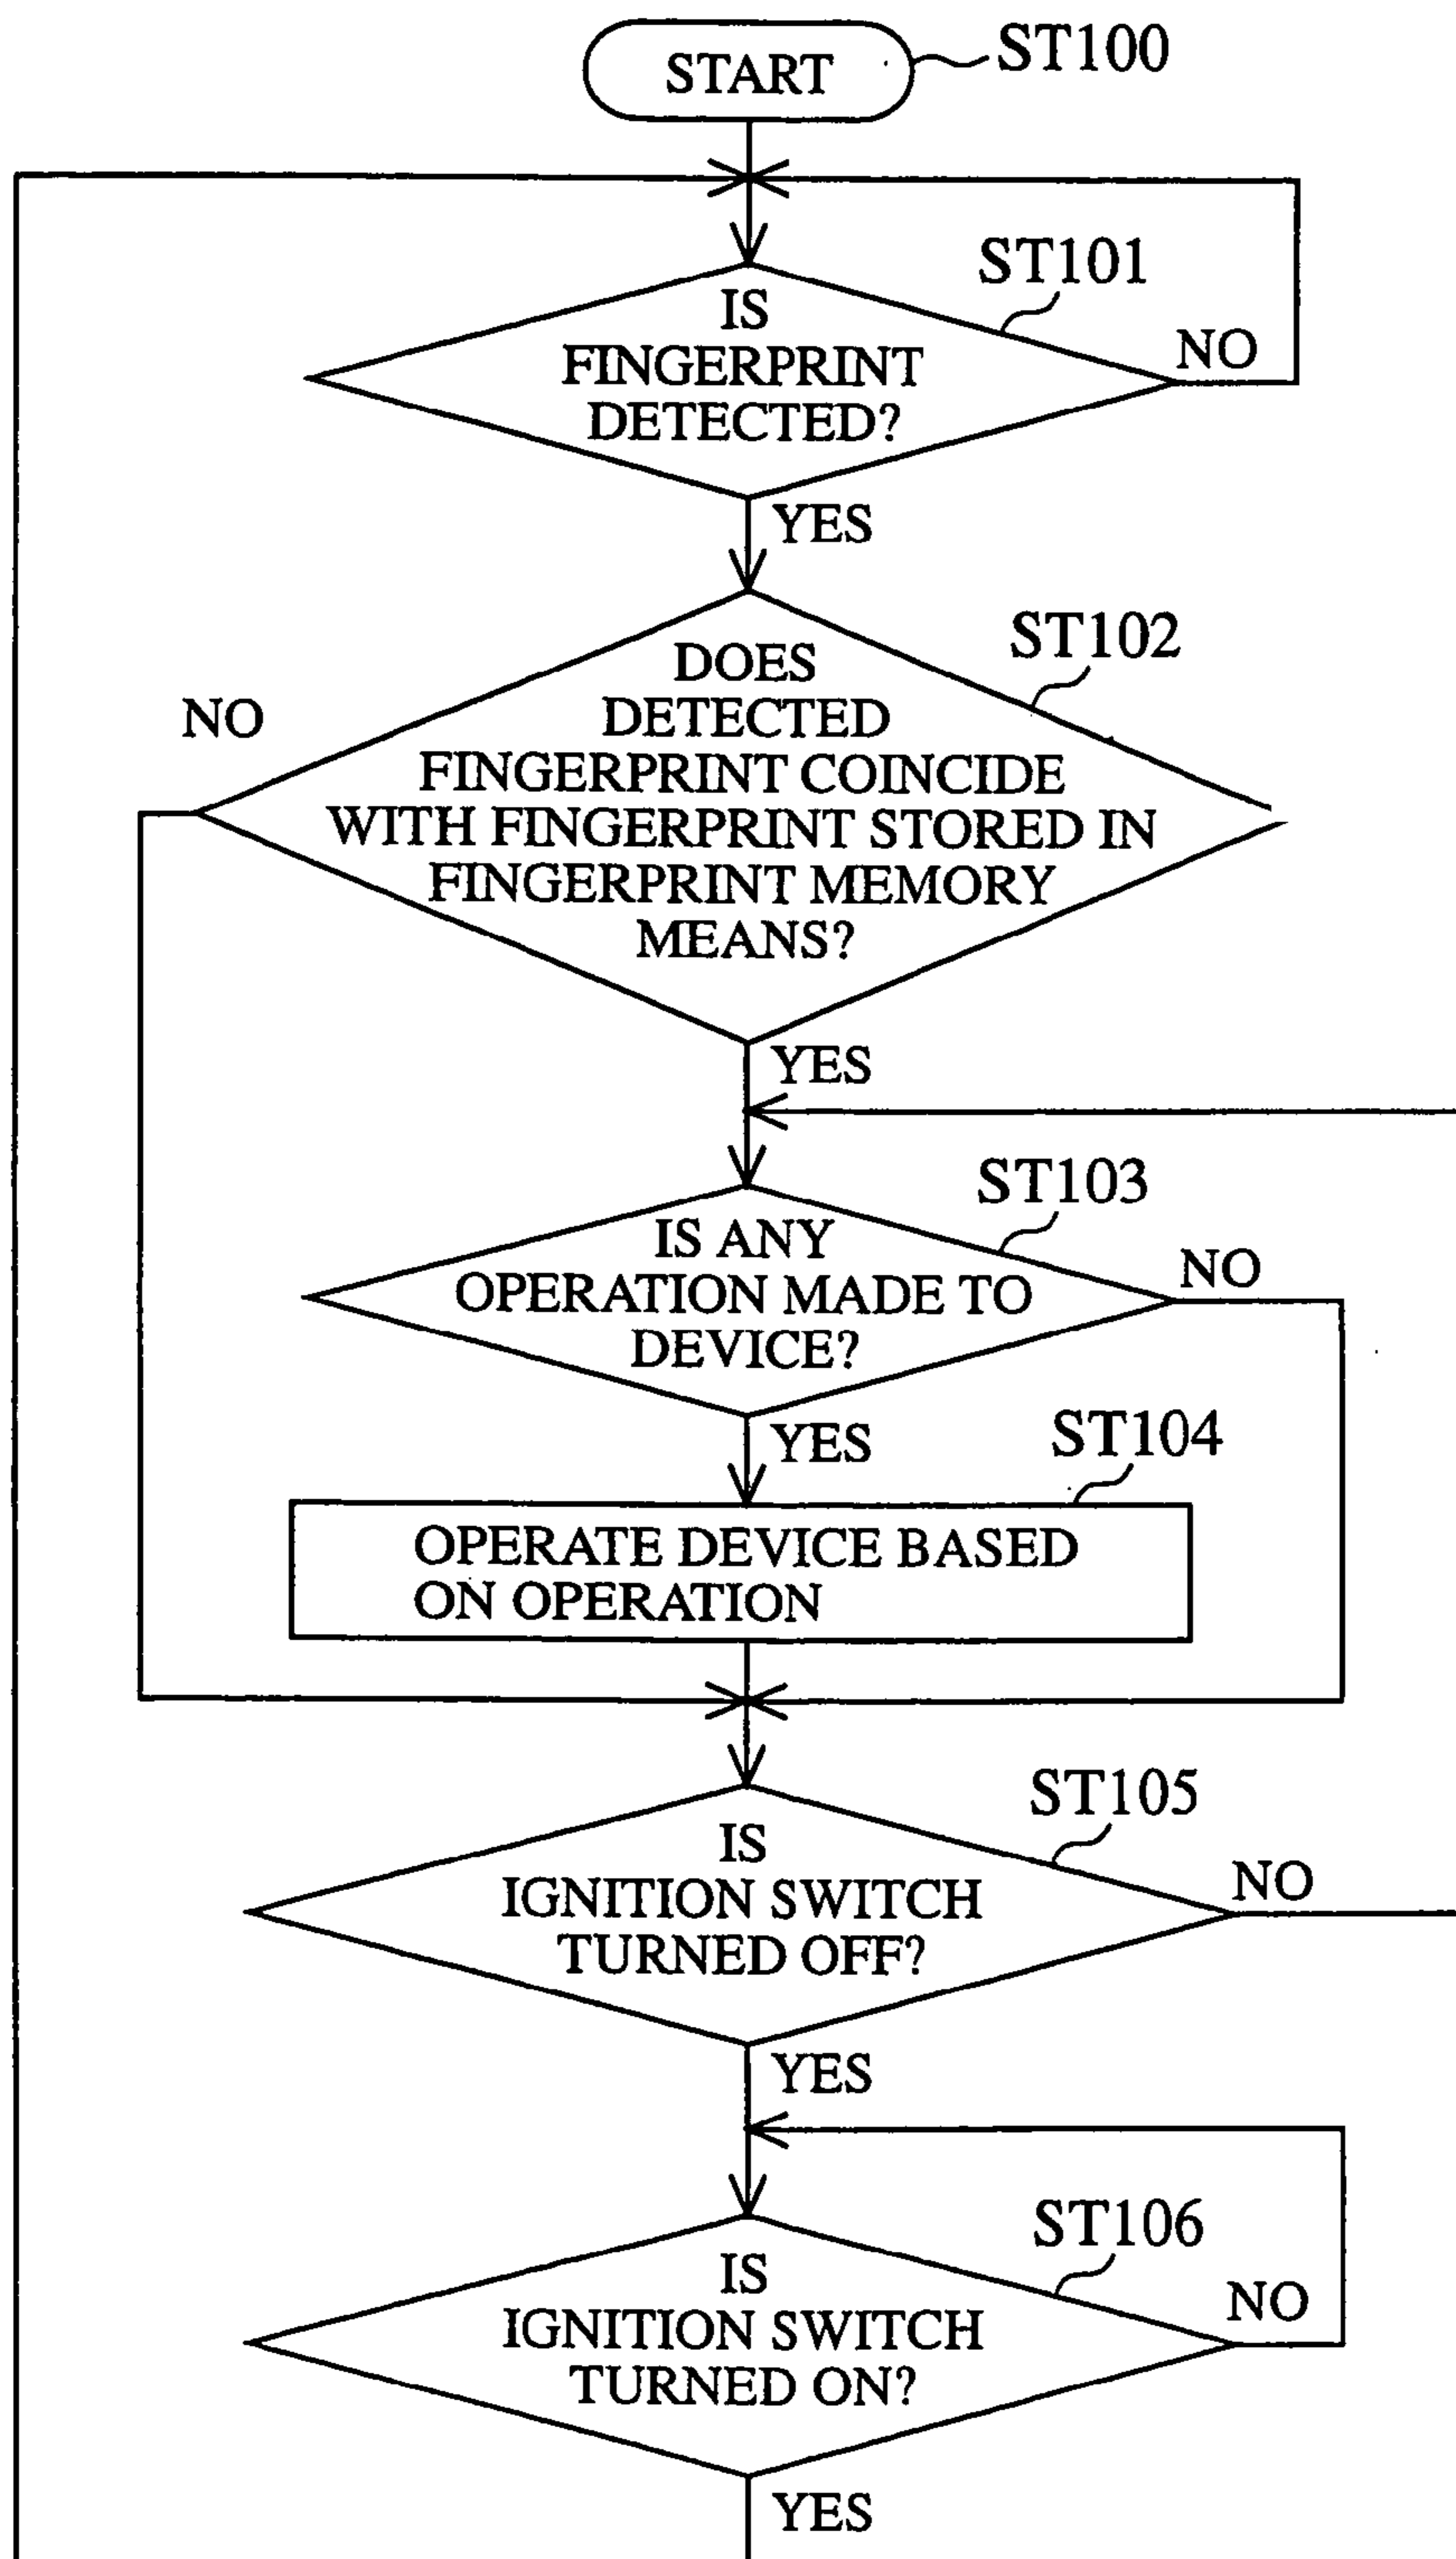 START
ST100
ST101
IS
FINGERPRINT
DETECTED?
NO
YES
ST102
DOES
DETECTED
FINGERPRINT COINCIDE
WITH FINGERPRINT STORED IN
FINGERPRINT MEMORY
MEANS?
NO
YES
ST103
IS ANY
OPERATION MADE TO
DEVICE?
NO
YES
ST104
OPERATE DEVICE BASED
ON OPERATION
ST105
IS
IGNITION SWITCH
TURNED OFF?
NO
YES
ST106
IS
IGNITION SWITCH
TURNED ON?
NO
YES